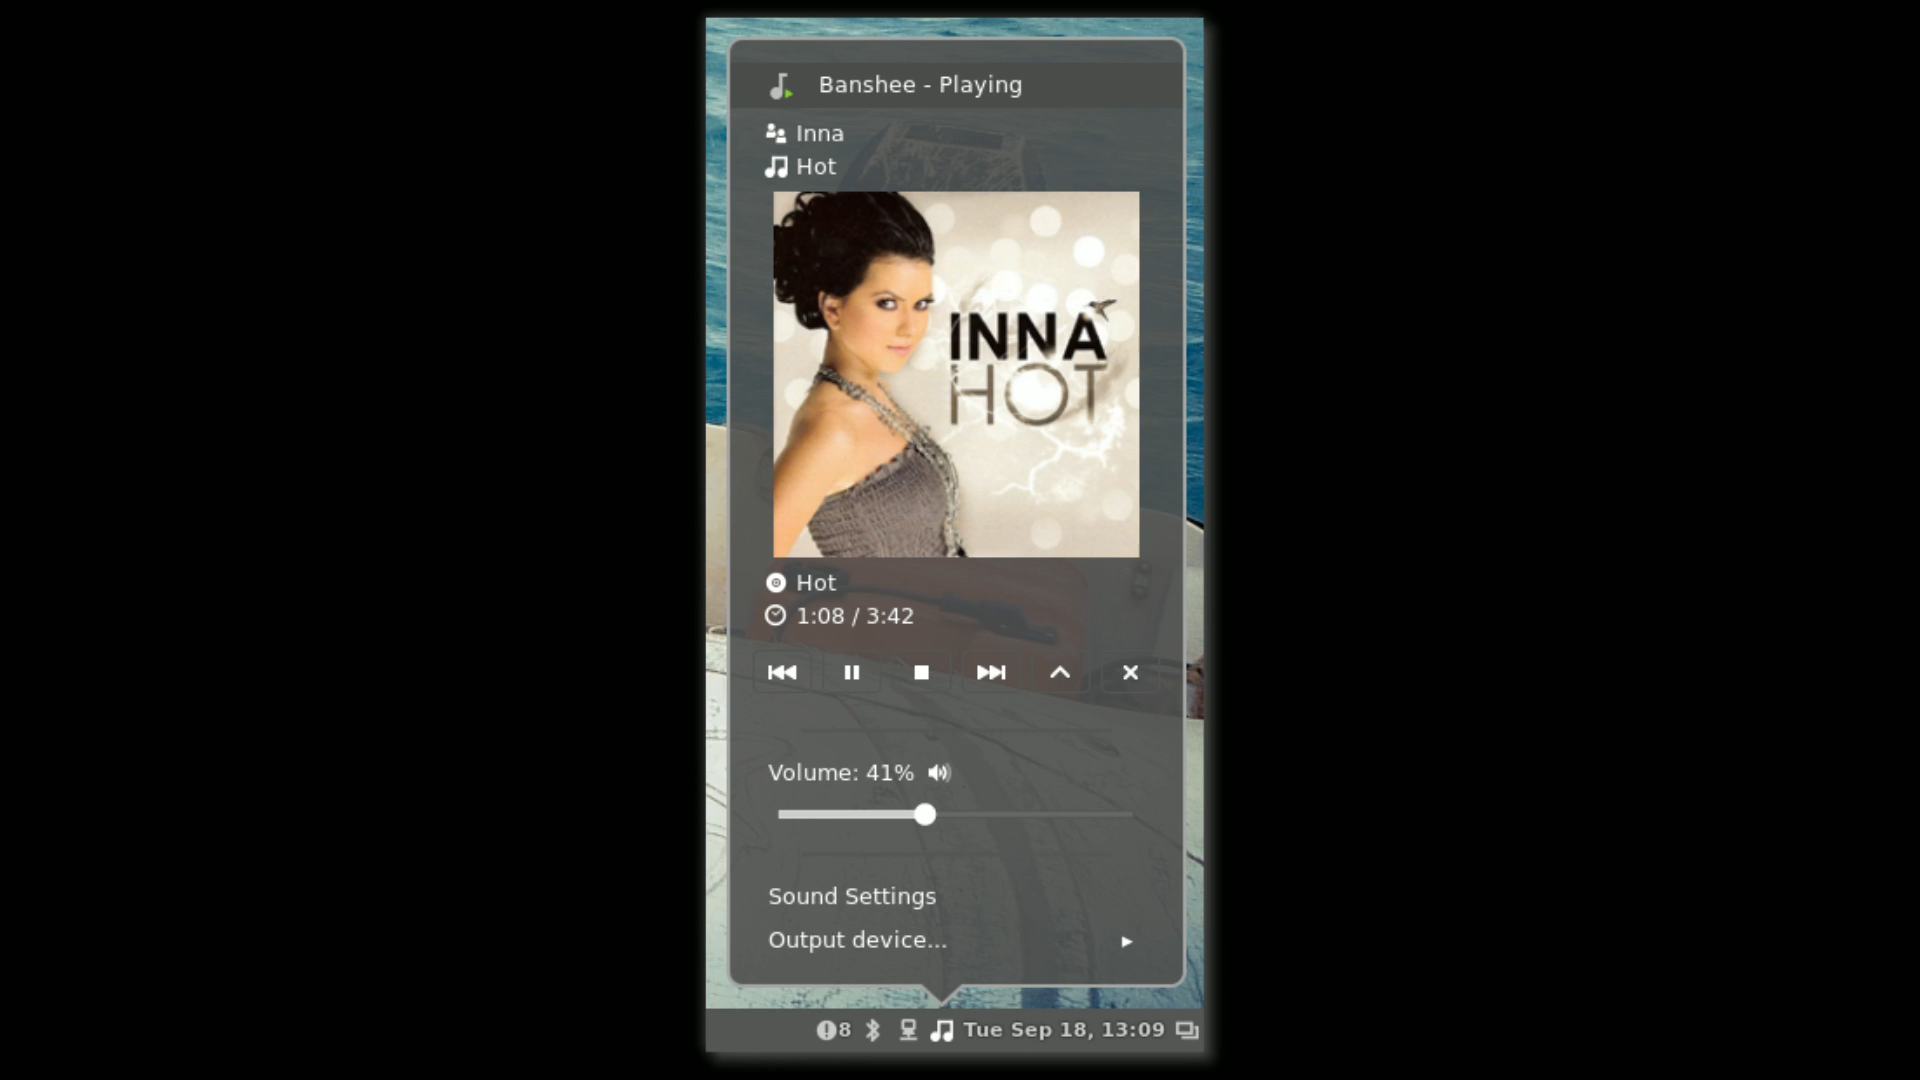 Banshee - Playing
Inna
Hot
INNA
HOT
Hot
1:08 / 3:42
Volume: 41%
Sound Settings
Output device...
8 Tue Sep 18, 13:09